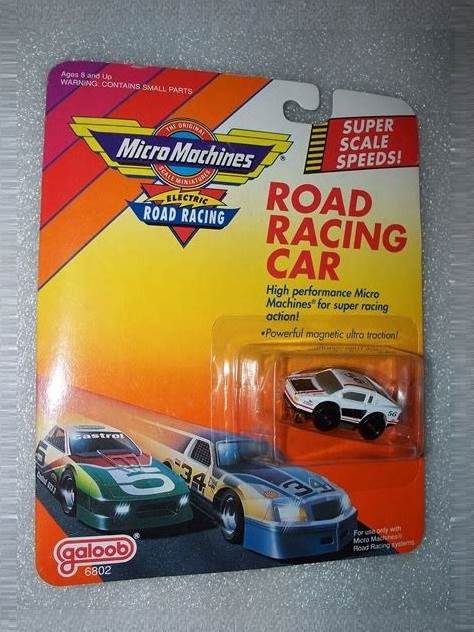 Ages 8 and Up
WARNING: CONTAINS SMALL PARTS
THE ORIGINAL
Micro Machines®
SCALE MINIATURES
ELECTRIC
ROAD RACING
SUPER
SCALE
SPEEDS!
ROAD
RACING
CAR
High performance Micro
Machines® for super racing
action!
•Powerful magnetic ultra traction!
56
Castrol
5
34
34
galoob®
6802
For use only with
Micro Machines®
Road Racing systems.